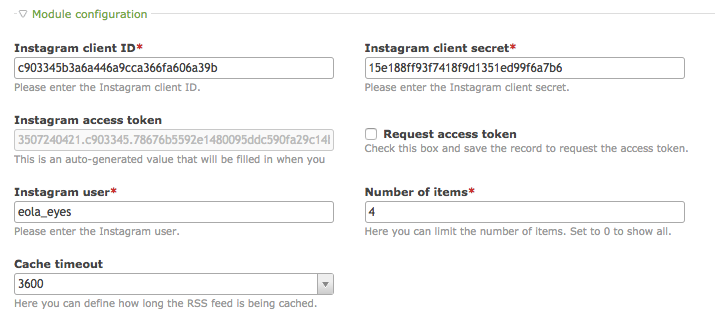 Module configuration
Instagram client ID*
Instagram client secret*
c903345b3a6a446a9cca366fa606a39b
15e188ff93f7418f9d1351ed99f6a7b6
Please enter the Instagram client ID.
Please enter the Instagram client secret.
Instagram access token
3507240421.c903345.78676b5592e1480095ddc590fa29c14l
Request access token
This is an auto-generated value that will be filled in when you
Check this box and save the record to request the access token.
Instagram user*
Number of items*
eola_eyes
4
Please enter the Instagram user.
Here you can limit the number of items. Set to 0 to show all.
Cache timeout
3600
Here you can define how long the RSS feed is being cached.